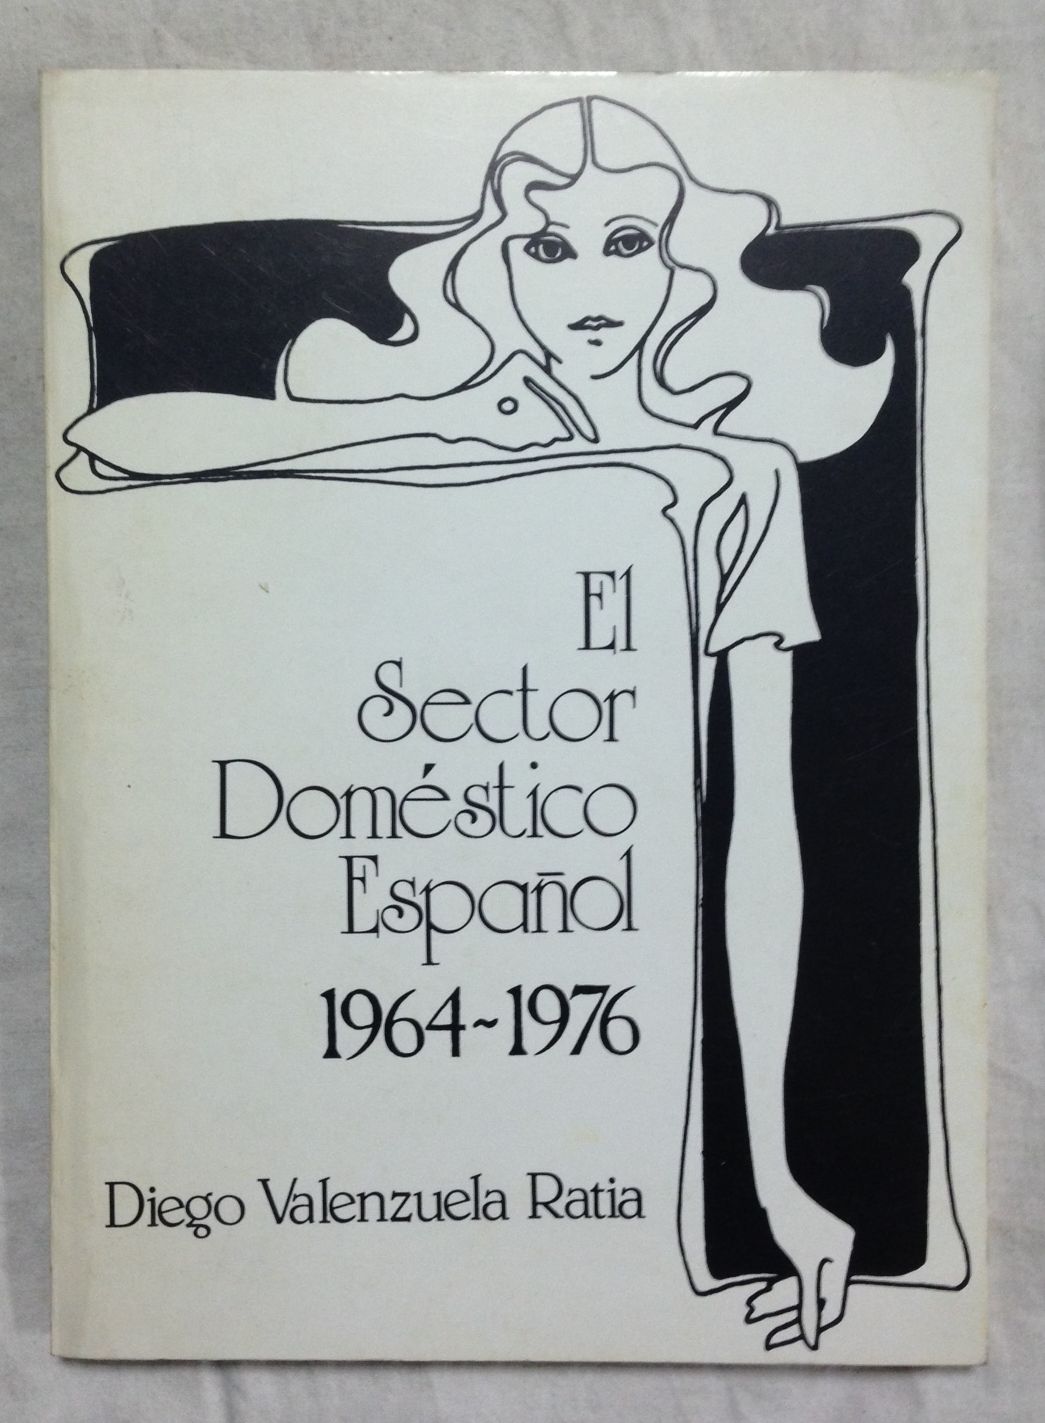 El
Sector
Doméstico
Español
1964~1976
Diego Valenzuela Ratia